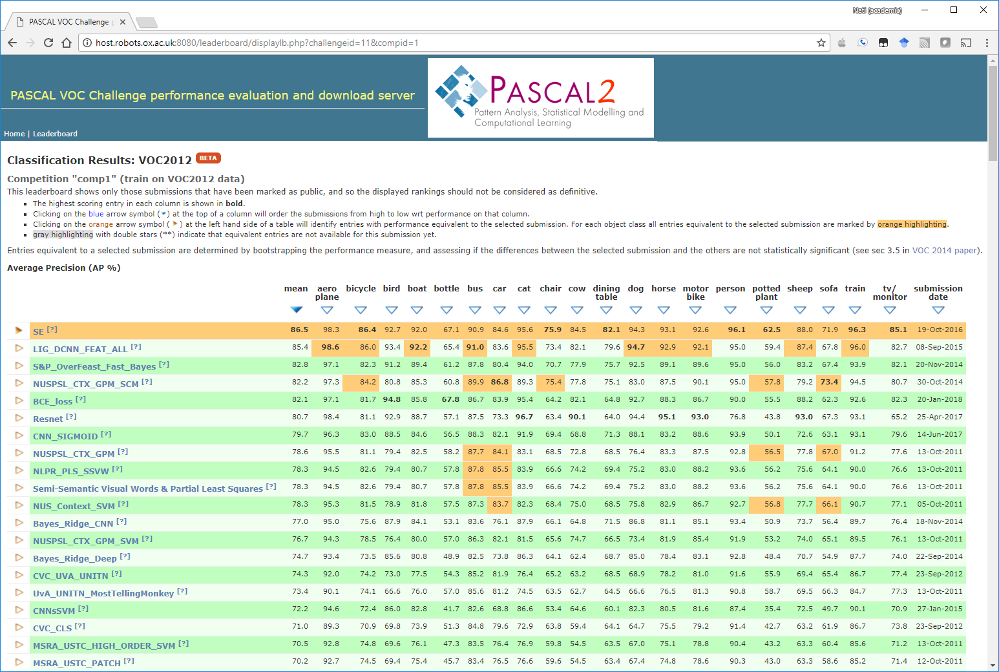 Nati (academic)
PASCAL VOC Challenge p
host.robots.ox.ac.uk:8080/leaderboard/displaylb.php?challengeid=11&compid=1
PASCAL VOC Challenge performance evaluation and download server
PASCAL2
Pattern Analysis, Statistical Modelling and
Computational Learning
Home | Leaderboard
Classification Results: VOC2012 BETA
Competition "comp1" (train on VOC2012 data)
This leaderboard shows only those submissions that have been marked as public, and so the displayed rankings should not be considered as definitive.
The highest scoring entry in each column is shown in bold.
Clicking on the blue arrow symbol ( ) at the top of a column will order the submissions from high to low wrt performance on that column.
Clicking on the orange arrow symbol ( ) at the left hand side of a table will identify entries with performance equivalent to the selected submission. For each object class all entries equivalent to the selected submission are marked by orange highlighting.
gray highlighting with double stars (**) indicate that equivalent entries are not available for this submission yet.
Entries equivalent to a selected submission are determined by bootstrapping the performance measure, and assessing if the differences between the selected submission and the others are not statistically significant (see sec 3.5 in VOC 2014 paper).
Average Precision (AP %)
mean aero bicycle bird boat bottle bus car cat chair cow dining dog horse motor person potted sheep sofa train tv/ submission
plane table bike plant monitor date
SE [?] 86.5 98.3 86.4 92.7 92.0 67.1 90.9 84.6 95.6 75.9 84.5 82.1 94.3 93.1 92.6 96.1 62.5 88.0 71.9 96.3 85.1 19-Oct-2016
LIG_DCNN_FEAT_ALL [?] 85.4 98.6 86.0 93.4 92.2 65.4 91.0 83.6 95.5 73.4 82.1 79.6 94.7 92.9 92.1 95.0 59.4 87.4 67.8 96.0 82.7 08-Sep-2015
S&P_OverFeast_Fast_Bayes [?] 82.8 97.1 82.3 91.2 89.4 61.2 87.8 80.4 94.0 70.7 77.9 75.7 92.5 89.1 89.6 95.0 56.0 83.2 67.4 93.9 82.1 20-Nov-2014
NUSPSL_CTX_GPM_SCM [?] 82.2 97.3 84.2 80.8 85.3 60.8 89.9 86.8 89.3 75.4 77.8 75.1 83.0 87.5 90.1 95.0 57.8 79.2 73.4 94.5 80.7 30-Oct-2014
BCE_loss [?] 82.1 97.1 81.7 94.8 85.8 67.8 86.7 83.9 95.4 64.2 82.1 64.8 92.7 88.3 86.7 90.0 55.5 88.2 62.3 92.6 82.3 20-Jan-2018
Resnet [?] 80.7 98.4 81.1 92.9 88.7 57.1 87.5 73.3 96.7 63.4 90.1 64.0 94.4 95.1 93.0 76.8 43.8 93.0 67.3 93.1 65.2 25-Apr-2017
CNN_SIGMOID [?] 79.7 96.3 83.0 88.5 84.6 56.5 88.3 82.1 91.9 69.4 68.8 71.3 88.1 83.2 88.6 93.9 50.1 72.6 63.1 93.1 79.6 14-Jun-2017
NUSPSL_CTX_GPM [?] 78.6 95.5 81.1 79.4 82.5 58.2 87.7 84.1 83.1 68.5 72.8 68.5 76.4 83.3 87.5 92.8 56.5 77.8 67.0 91.2 77.6 13-Oct-2011
NLPR_PLS_SSVW [?] 78.3 94.5 82.6 79.4 80.7 57.8 87.8 85.5 83.9 66.6 74.2 69.4 75.2 83.0 88.2 93.6 56.2 75.6 64.1 90.0 76.6 13-Oct-2011
Semi-Semantic Visual Words & Partial Least Squares [?] 78.3 94.5 82.6 79.4 80.7 57.8 87.8 85.5 83.9 66.6 74.2 69.4 75.2 83.0 88.2 93.6 56.2 75.6 64.1 90.0 76.6 13-Oct-2011
NUS_Context_SVM [?] 78.3 95.3 81.5 78.9 81.8 57.5 87.3 83.7 82.3 68.4 75.0 68.5 75.8 82.9 86.7 92.7 56.8 77.7 66.1 90.7 77.1 05-Oct-2011
Bayes_Ridge_CNN [?] 77.0 95.0 75.6 87.9 84.1 53.1 83.6 76.1 87.9 66.1 64.8 71.5 86.8 81.1 85.1 93.4 50.9 73.7 56.4 89.7 76.4 18-Nov-2014
NUSPSL_CTX_GPM_SVM [?] 76.7 94.3 78.5 76.4 80.0 57.0 86.3 82.1 81.5 65.6 74.7 66.5 73.4 81.9 85.4 91.9 53.2 74.0 65.1 89.5 76.1 13-Oct-2011
Bayes_Ridge_Deep [?] 74.7 93.4 73.5 85.6 80.8 48.9 82.5 73.8 86.3 64.1 62.4 68.7 85.0 78.4 83.1 92.8 48.4 70.7 54.9 87.7 74.0 22-Sep-2014
CVC_UVA_UNITN [?] 74.3 92.0 74.2 73.0 77.5 54.3 85.2 81.9 76.4 65.2 63.2 68.5 68.9 78.2 81.0 91.6 55.9 69.4 65.4 86.7 77.4 23-Sep-2012
UvA_UNITN_MostTellingMonkey [?] 73.4 90.1 74.1 66.6 76.0 57.0 85.6 81.2 74.5 63.5 62.7 64.5 66.6 76.5 81.3 90.8 58.7 69.5 66.3 84.7 77.3 13-Oct-2011
CNNsSVM [?] 72.2 94.6 72.4 86.0 82.8 41.7 82.6 68.8 86.6 53.4 64.6 60.1 82.3 80.5 81.6 87.4 35.4 72.5 49.7 90.1 70.9 27-Jan-2015
CVC_CLS [?] 71.0 89.3 70.9 69.8 73.9 51.3 84.8 79.6 72.9 63.8 59.4 64.1 64.7 75.5 79.2 91.4 42.7 63.2 61.9 86.7 73.8 23-Sep-2012
MSRA_USTC_HIGH_ORDER_SVM [?] 70.5 92.8 74.8 69.6 76.1 47.3 83.5 76.4 76.9 59.8 54.5 63.5 67.0 75.1 78.8 90.4 43.2 63.3 60.4 85.6 71.2 13-Oct-2011
MSRA_USTC_PATCH [?] 70.2 92.7 74.5 69.4 75.4 45.7 83.4 76.5 76.6 59.6 54.5 63.4 67.4 74.8 78.6 90.3 43.0 63.3 58.6 85.2 71.4 12-Oct-2011